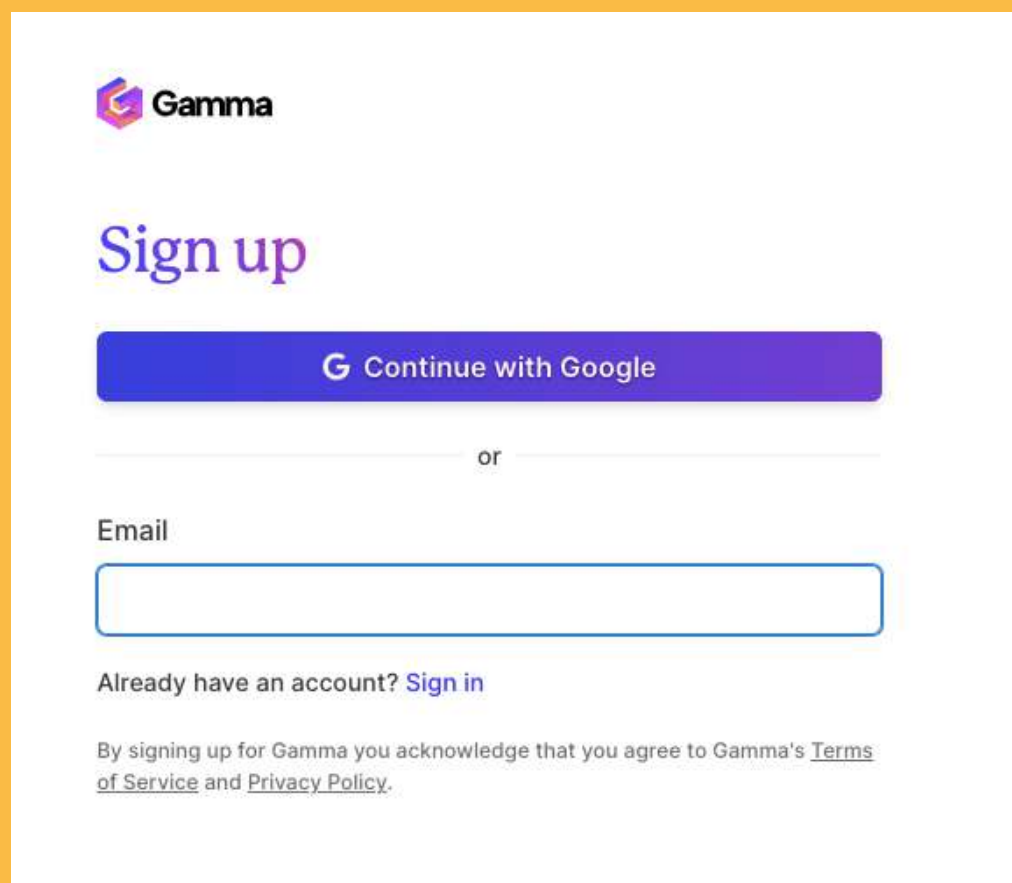 Gamma
Sign up
G Continue with Google
or
Email
Already have an account? Sign in
By signing up for Gamma you acknowledge that you agree to Gamma's Terms
of Service and Privacy Policy.